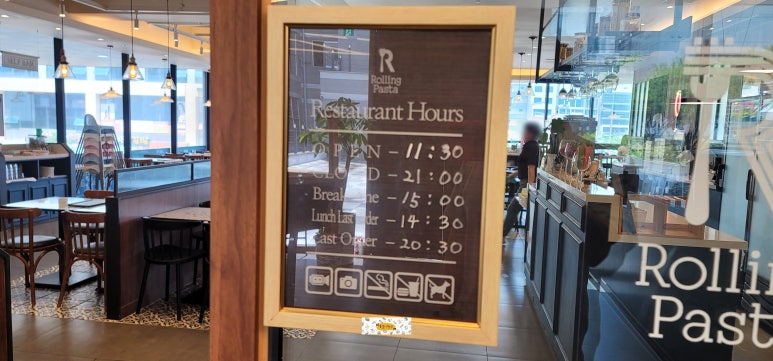 Rolling
Pasta
Restaurant Hours
OPEN - 11:30
CLOSED - 21:00
Break Time - 15:00
Lunch Last Order - 14:30
Last Order - 20:30
Rolli
Past